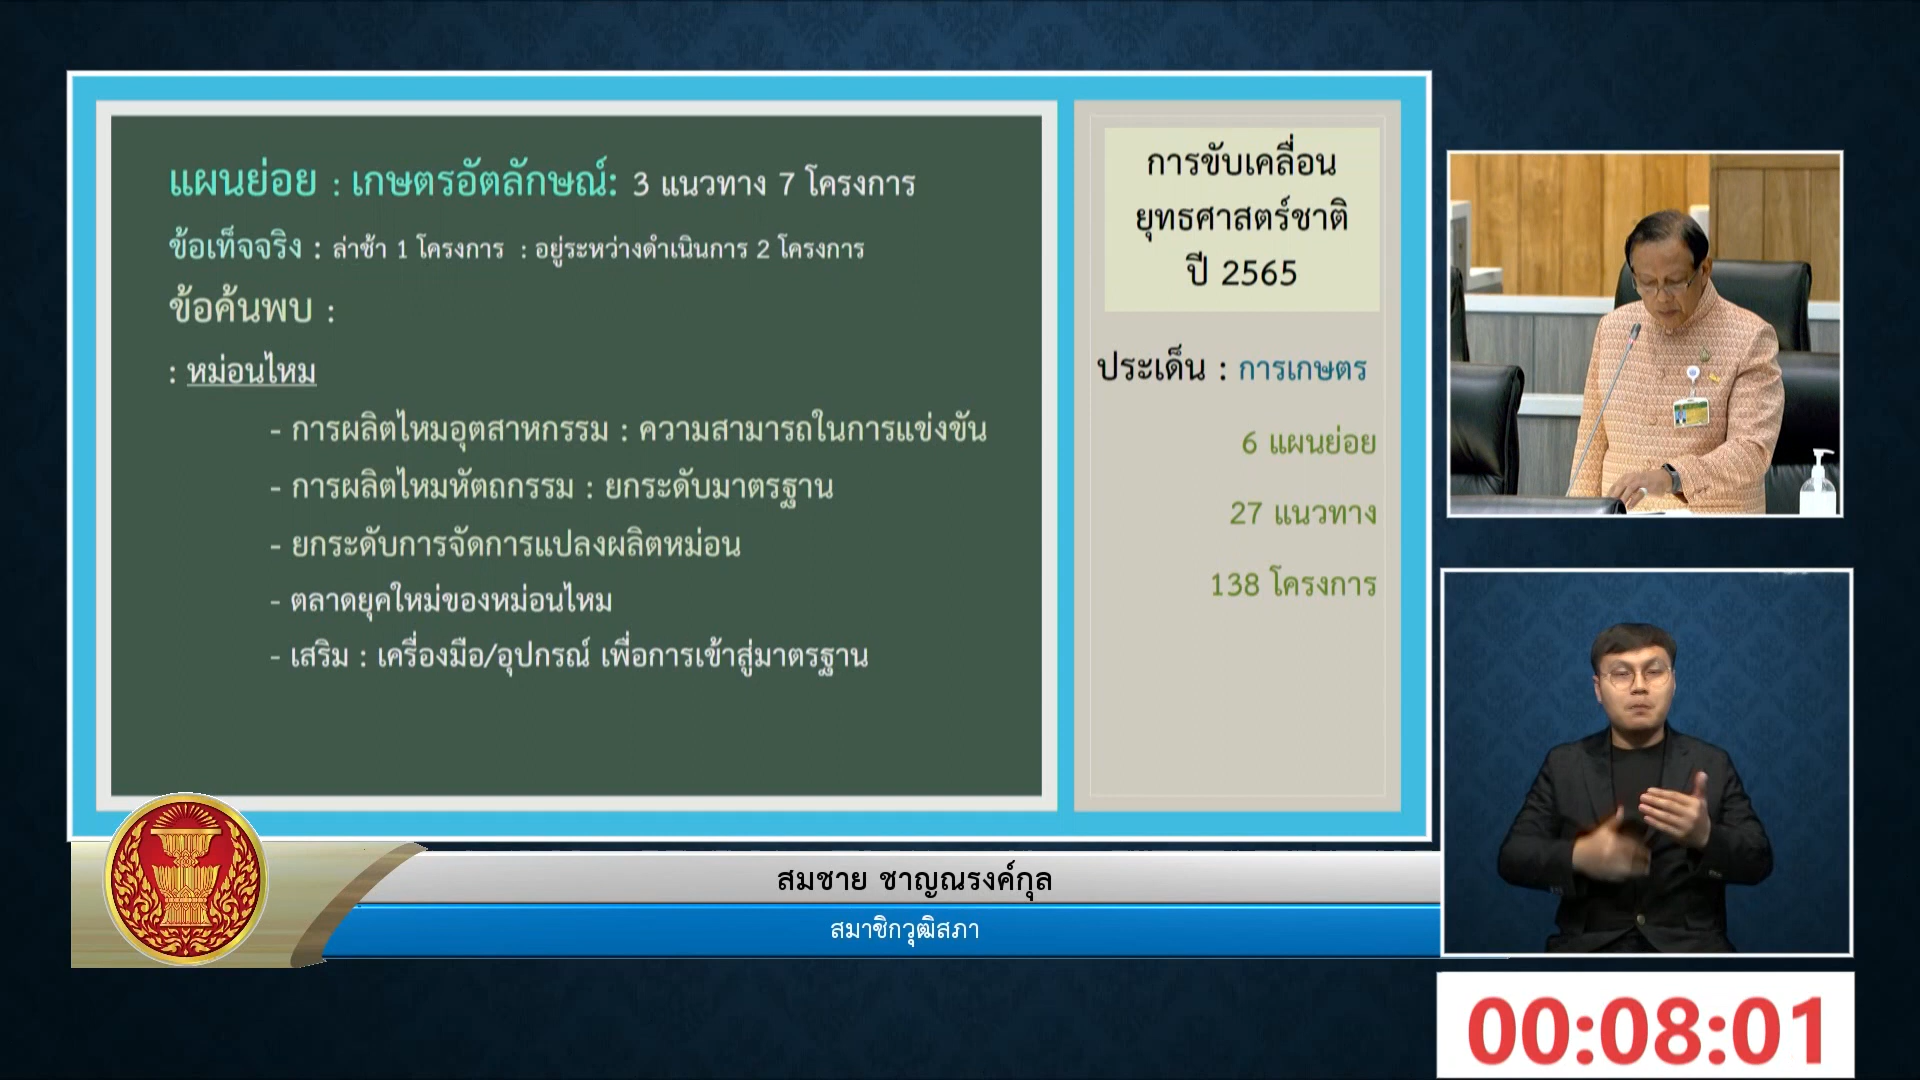 แผนย่อย : เกษตรอัตลักษณ์: 3 แนวทาง 7 โครงการ
ข้อเท็จจริง : ล่าช้า 1 โครงการ : อยู่ระหว่างดำเนินการ 2 โครงการ
ข้อค้นพบ :
: หม่อนไหม
- การผลิตไหมอุตสาหกรรม : ความสามารถในการแข่งขัน
- การผลิตไหมหัตถกรรม : ยกระดับมาตรฐาน
- ยกระดับการจัดการแปลงผลิตหม่อน
- ตลาดยุคใหม่ของหม่อนไหม
- เสริม : เครื่องมือ/อุปกรณ์ เพื่อการเข้าสู่มาตรฐาน
การขับเคลื่อน
ยุทธศาสตร์ชาติ
ปี 2565
ประเด็น : การเกษตร
6 แผนย่อย
27 แนวทาง
138 โครงการ
สมชาย ชาญณรงค์กุล
สมาชิกวุฒิสภา
00:08:01